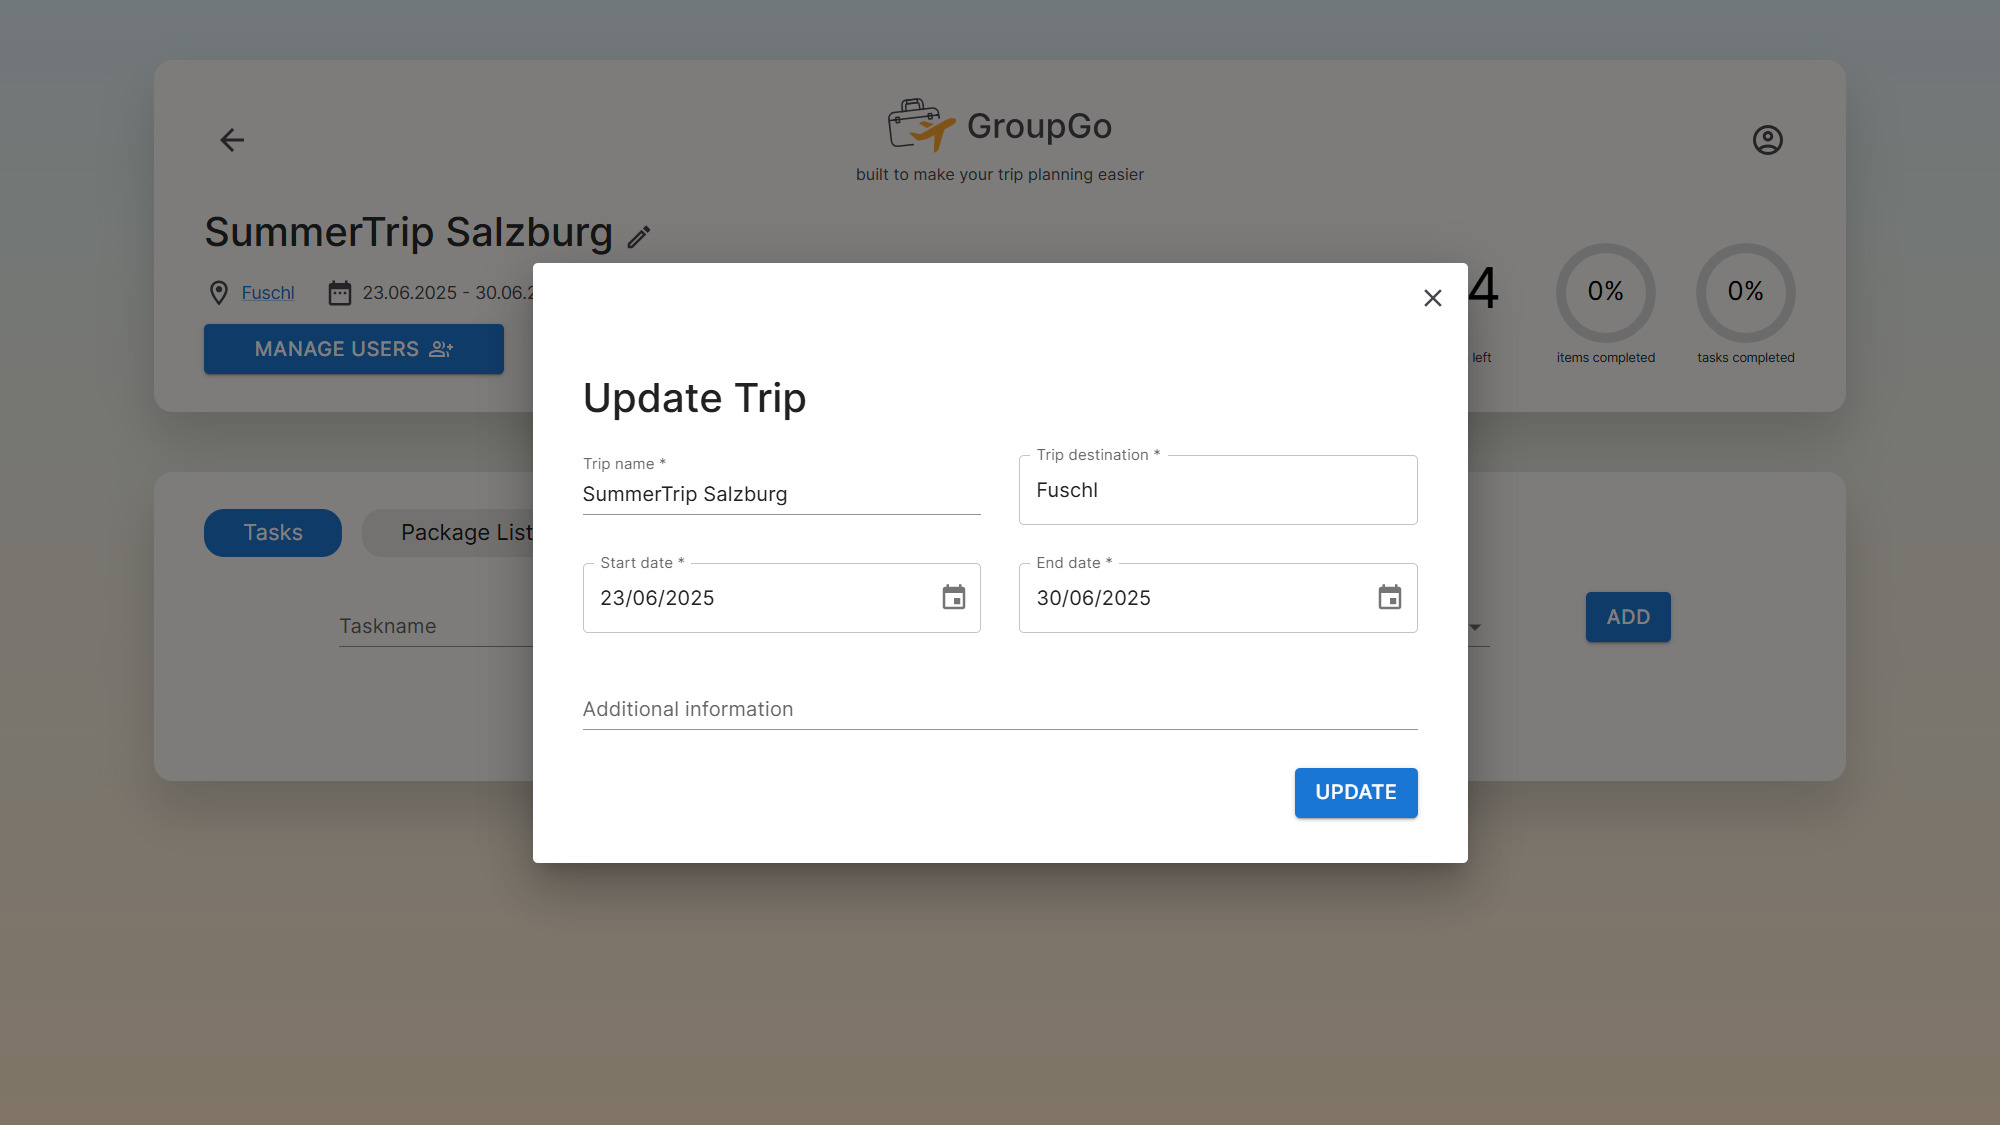 GroupGo
built to make your trip planning easier
SummerTrip Salzburg
Fuschl
23.06.2025 - 30.06.2
MANAGE USERS
4
left
0%
items completed
0%
tasks completed
Update Trip
Trip name *
SummerTrip Salzburg
Trip destination *
Fuschl
Start date *
23/06/2025
End date *
30/06/2025
Additional information
UPDATE
Tasks
Package List
Taskname
ADD